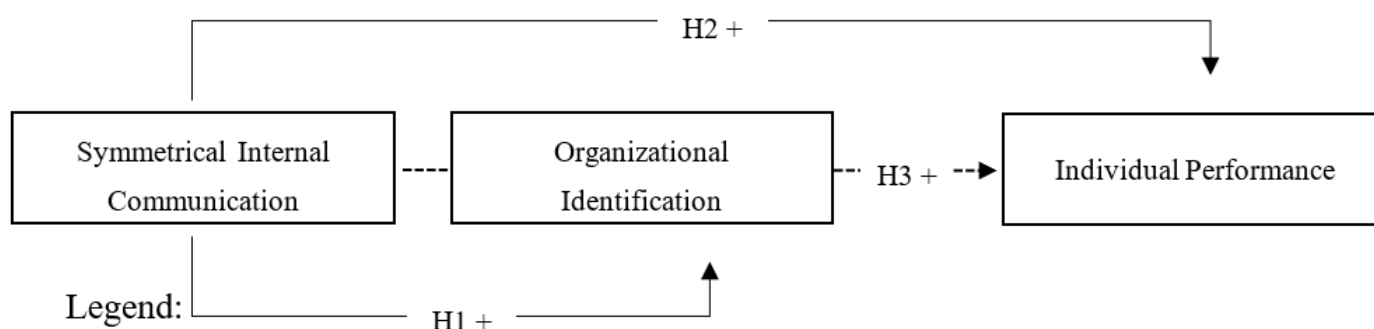 H2 +
Symmetrical Internal
Communication
Organizational
Identification
H3 +
Individual Performance
Legend:
H1 +